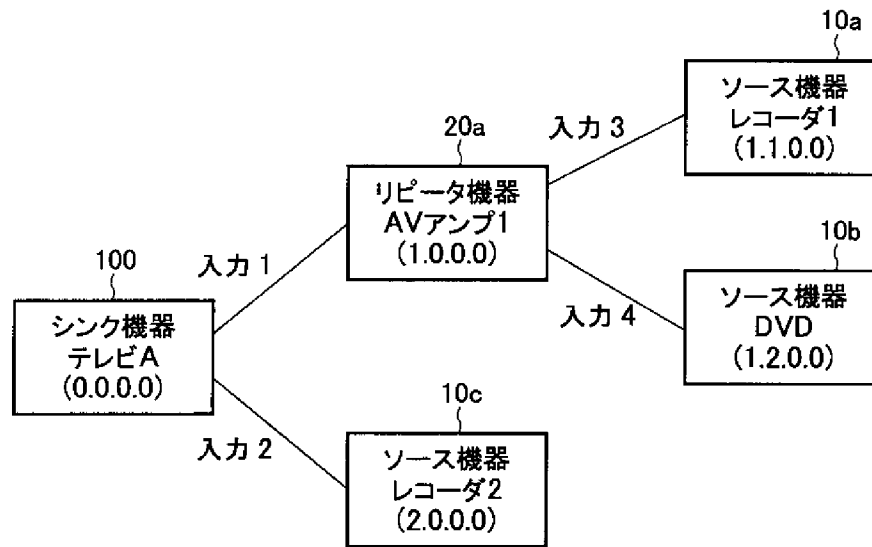 10a
ソース機器
レコーダ1
(1.1.0.0)
入力 3
20a
リピータ機器
AVアンプ1
(1.0.0.0)
10b
ソース機器
DVD
(1.2.0.0)
入力 4
入力 1
100
シンク機器
テレビA
(0.0.0.0)
入力 2
10c
ソース機器
レコーダ2
(2.0.0.0)